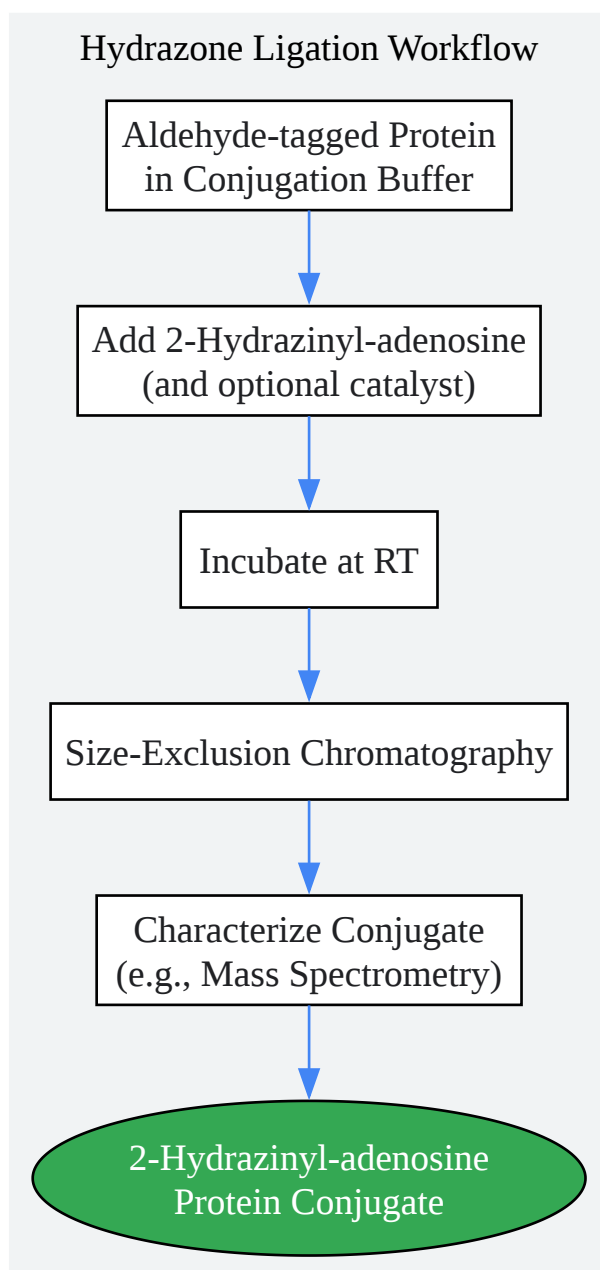 Hydrazone Ligation Workflow
Aldehyde-tagged Protein
in Conjugation Buffer
Add 2-Hydrazinyl-adenosine
(and optional catalyst)
Incubate at RT
Size-Exclusion Chromatography
Characterize Conjugate
(e.g., Mass Spectrometry)
2-Hydrazinyl-adenosine
Protein Conjugate